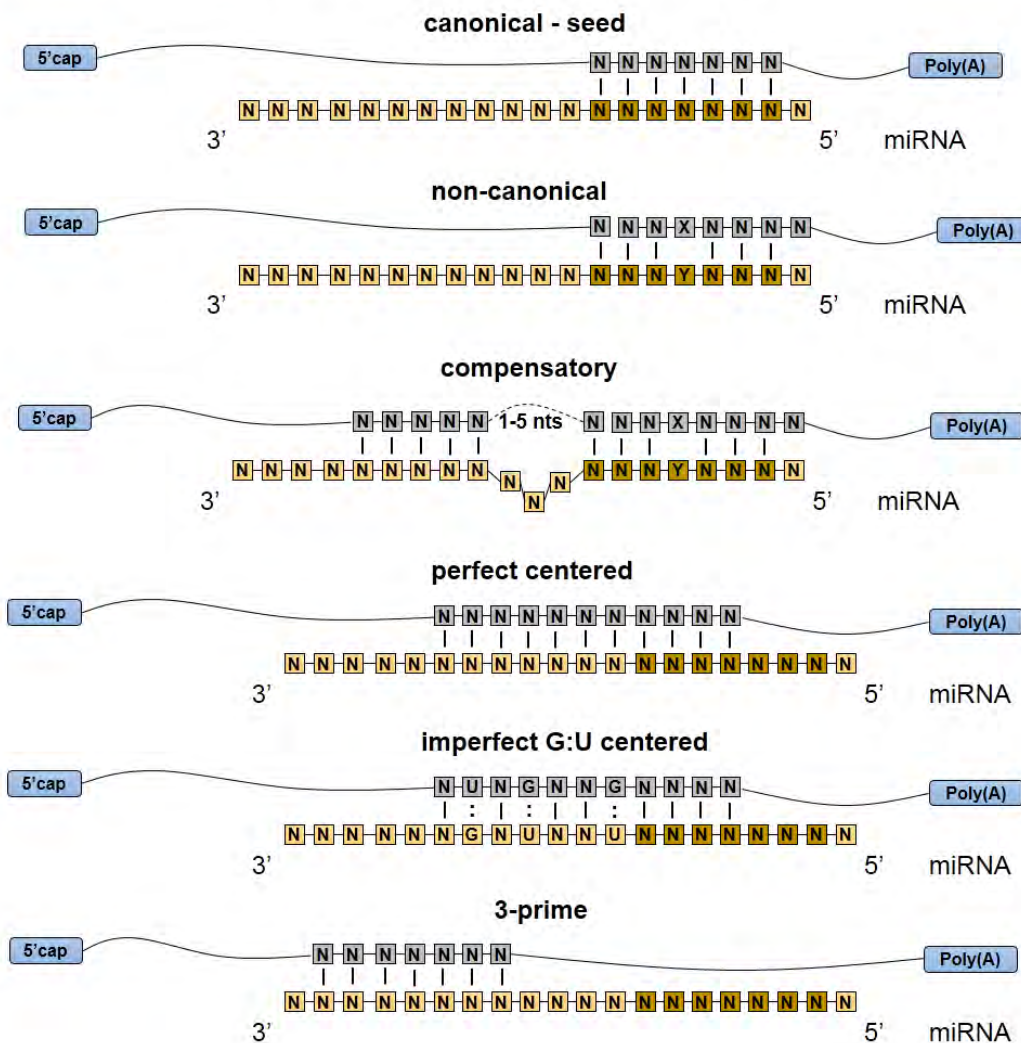 canonical - seed
5'cap N N N N N N N Poly(A)
N N N N N N N N N N N N N N N N N N N N
3' 5' miRNA
non-canonical
5'cap N N N X N N N N Poly(A)
N N N N N N N N N N N N N N N Y N N N N
3' 5' miRNA
compensatory
5'cap N N N N N 1-5 nts N N N X N N N N Poly(A)
N N N N N N N N N N N N N N N Y N N N N
3' 5' miRNA
perfect centered
5'cap N N N N N N N N N N N Poly(A)
N N N N N N N N N N N N N N N N N N N N
3' 5' miRNA
imperfect G:U centered
5'cap N U N G N N G N N N N Poly(A)
: : :
N N N N N N G N U N N U N N N N N N N N
3' 5' miRNA
3-prime
5'cap N N N N N N N Poly(A)
N N N N N N N N N N N N N N N N N N N N
3' 5' miRNA